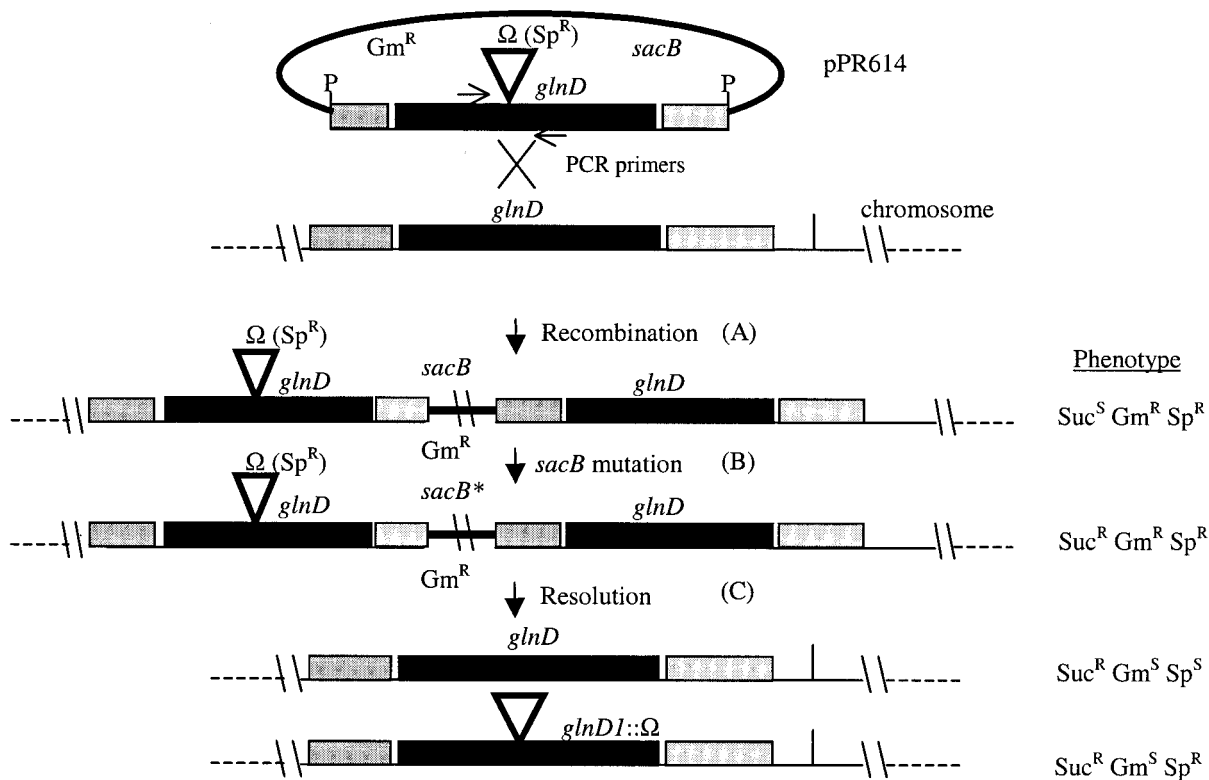 Ω (Sp^R)
Gm^R
sacB
pPR614
P
glnD
P
PCR primers
glnD
chromosome
Recombination (A)
Ω (Sp^R)
glnD
sacB
Gm^R
glnD
Phenotype
Suc^S Gm^R Sp^R
sacB mutation (B)
Ω (Sp^R)
glnD
sacB*
Gm^R
glnD
Suc^R Gm^R Sp^R
Resolution (C)
glnD
Suc^R Gm^S Sp^S
glnD1::Ω
Suc^R Gm^S Sp^R